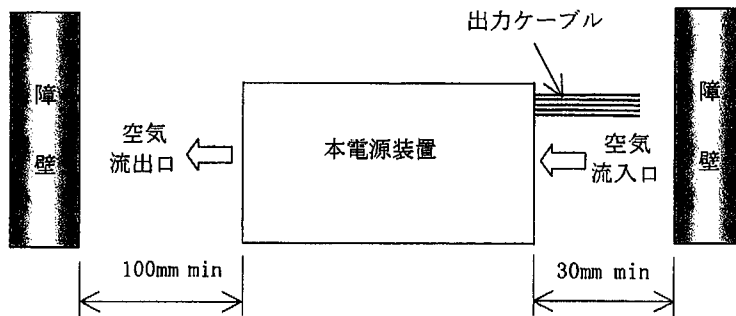 出力ケーブル
障
壁
空気
流出口
本電源装置
空気
流入口
障
壁
100mm min
30mm min